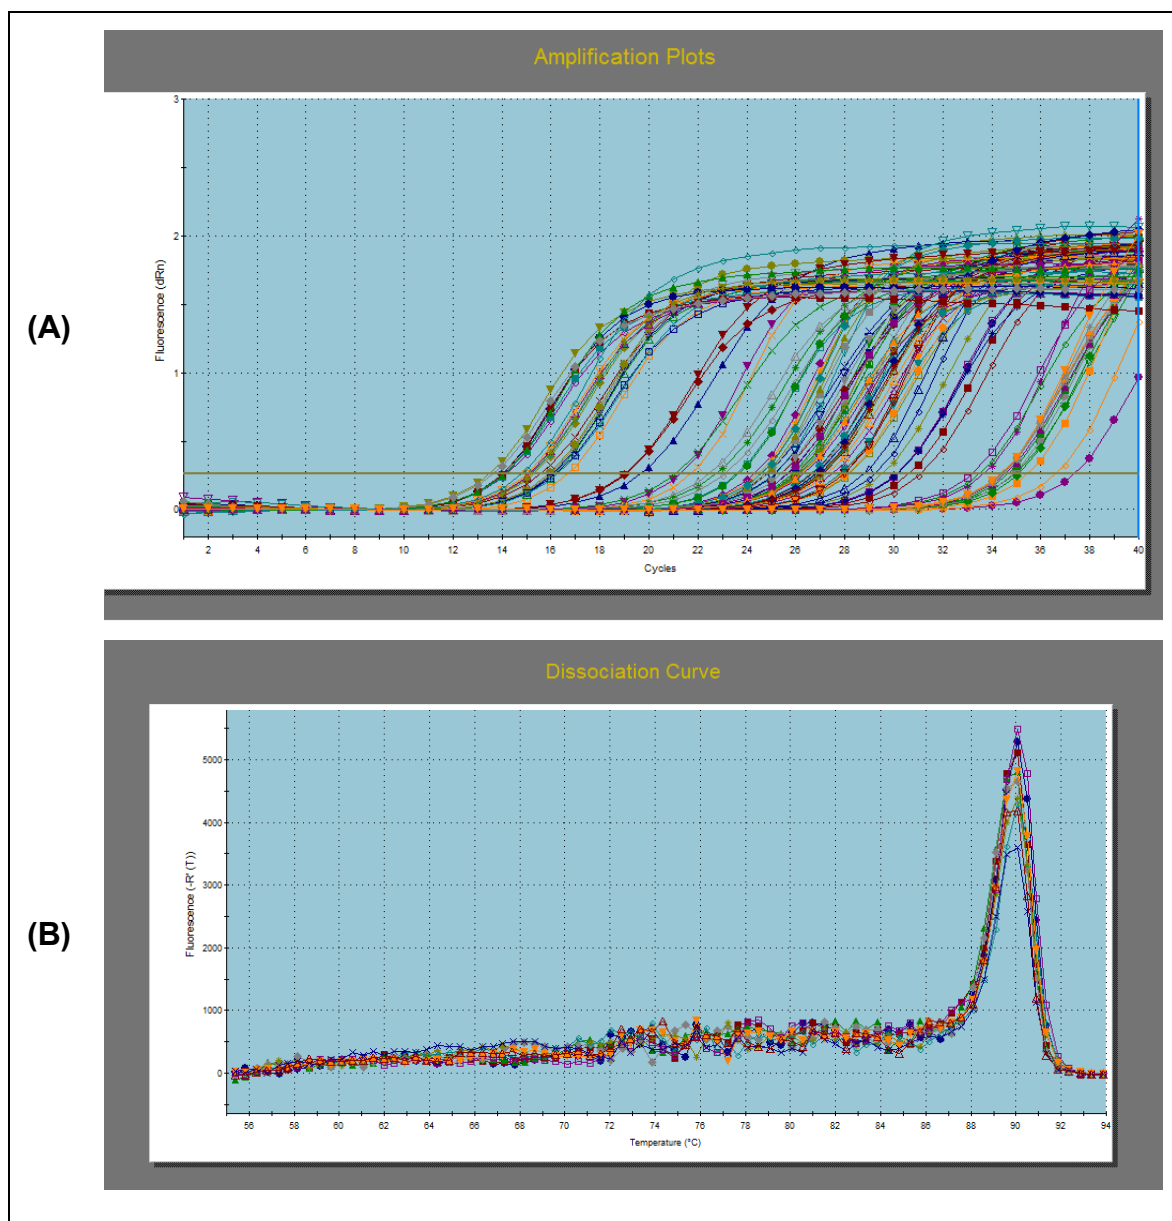 (A)
Amplification Plots
Fluorescence (dRn)
3
2
1
0
2 4 6 8 10 12 14 16 18 20 22 24 26 28 30 32 34 36 38 40
Cycles
(B)
Dissociation Curve
Fluorescence (-R' (T))
5000
4000
3000
2000
1000
0
56 58 60 62 64 66 68 70 72 74 76 78 80 82 84 86 88 90 92 94
Temperature (°C)